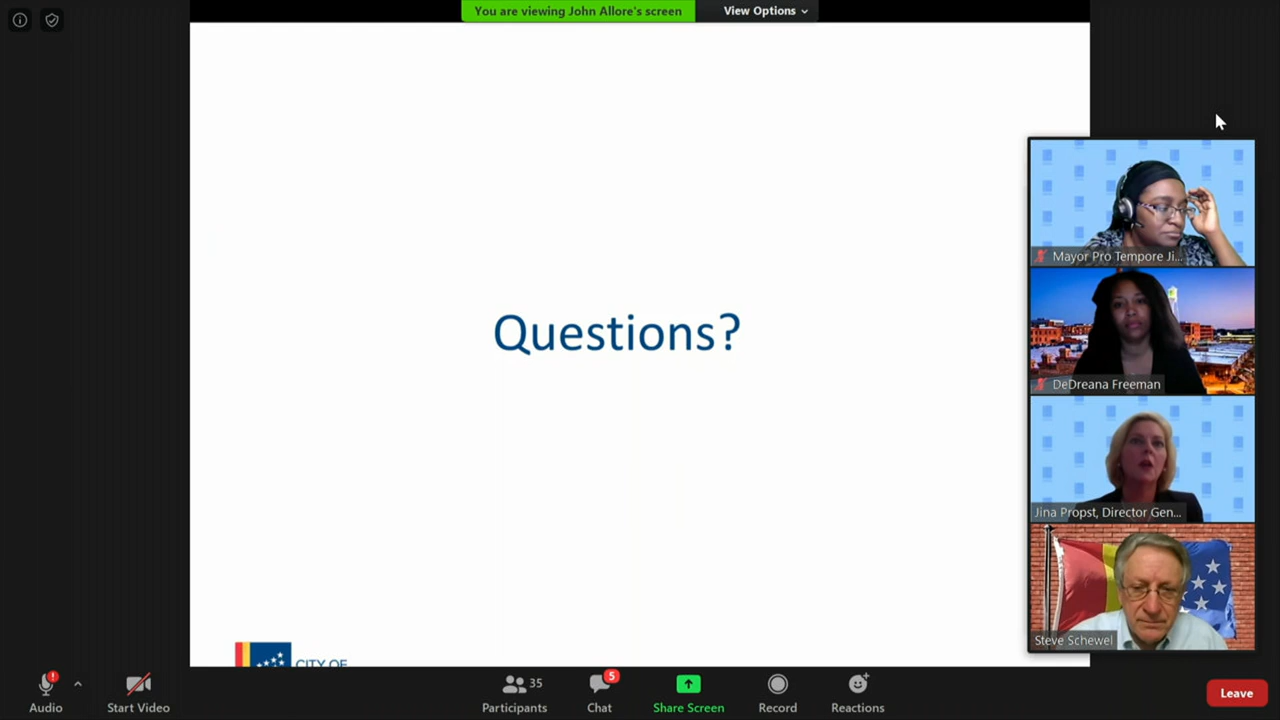 You are viewing John Allore's screen
View Options
Questions?
Mayor Pro Tempore Ji...
DeDreana Freeman
Jina Propst, Director Gen...
Steve Schewel
CITY OF
Audio
Start Video
35
Participants
5
Chat
Share Screen
Record
Reactions
Leave